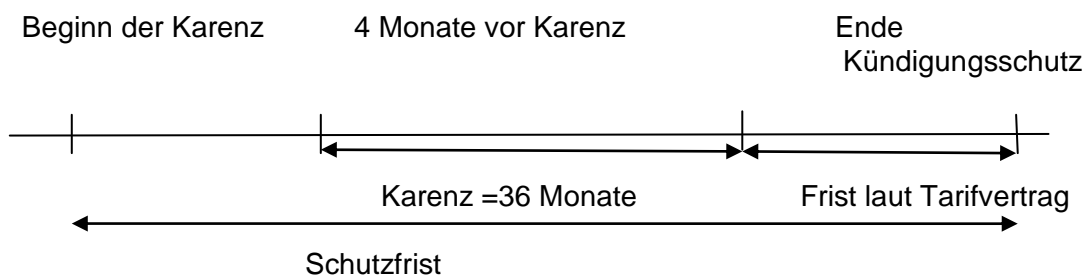 Beginn der Karenz 4 Monate vor Karenz Ende
Kündigungsschutz
Karenz =36 Monate Frist laut Tarifvertrag
Schutzfrist